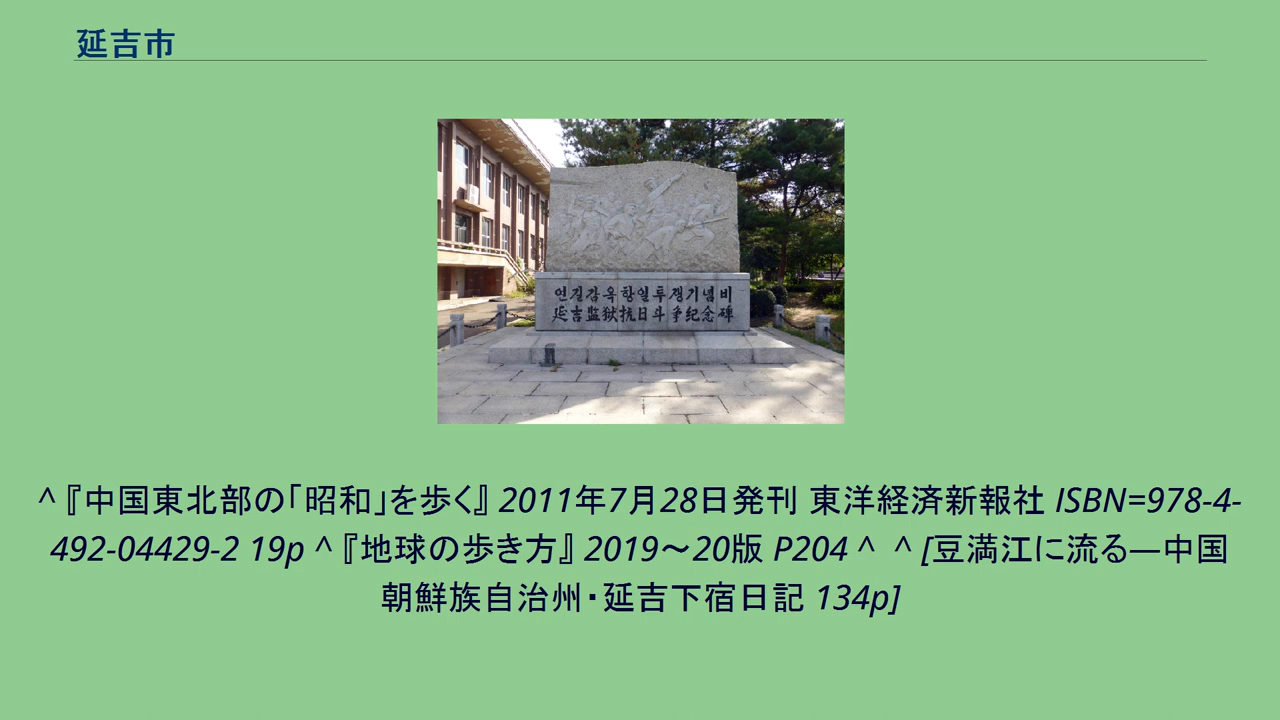 延吉市
연길감옥항일투쟁기념비
延吉监狱抗日斗争纪念碑
^『中国東北部の「昭和」を歩く』 2011年7月28日発刊 東洋経済新報社 ISBN=978-4-
492-04429-2 19p ^『地球の歩き方』 2019～20版 P204 ^ ^ [豆満江に流る―中国
朝鮮族自治州・延吉下宿日記 134p]